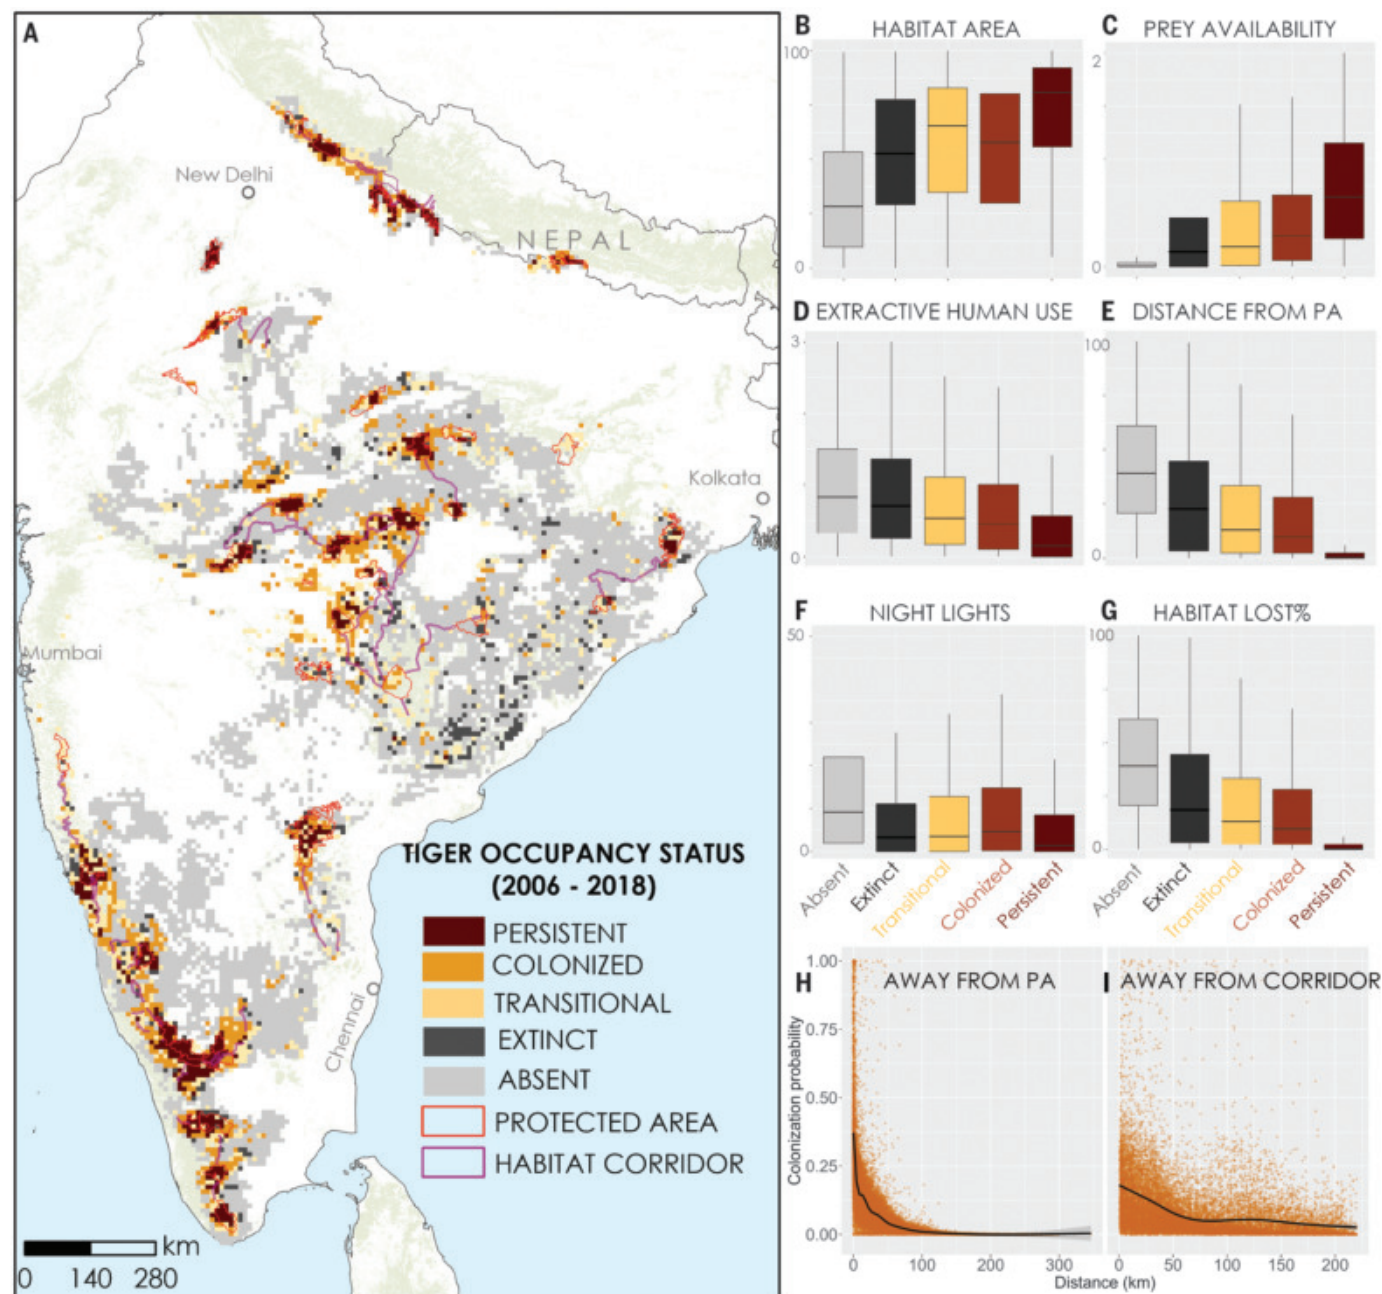 A
New Delhi
NEPAL
Kolkata
Mumbai
Chennai
TIGER OCCUPANCY STATUS
(2006 - 2018)
PERSISTENT
COLONIZED
TRANSITIONAL
EXTINCT
ABSENT
PROTECTED AREA
HABITAT CORRIDOR
km
0 140 280
B HABITAT AREA
100
0
C PREY AVAILABILITY
2
0
D EXTRACTIVE HUMAN USE
3
0
E DISTANCE FROM PA
100
0
F NIGHT LIGHTS
50
0
Absent Extinct Transitional Colonized Persistent
G HABITAT LOST%
100
0
Absent Extinct Transitional Colonized Persistent
H AWAY FROM PA
Colonization probability
1.00
0.75
0.50
0.25
0.00
0 100 200 300
I AWAY FROM CORRIDOR
0 50 100 150 200
Distance (km)